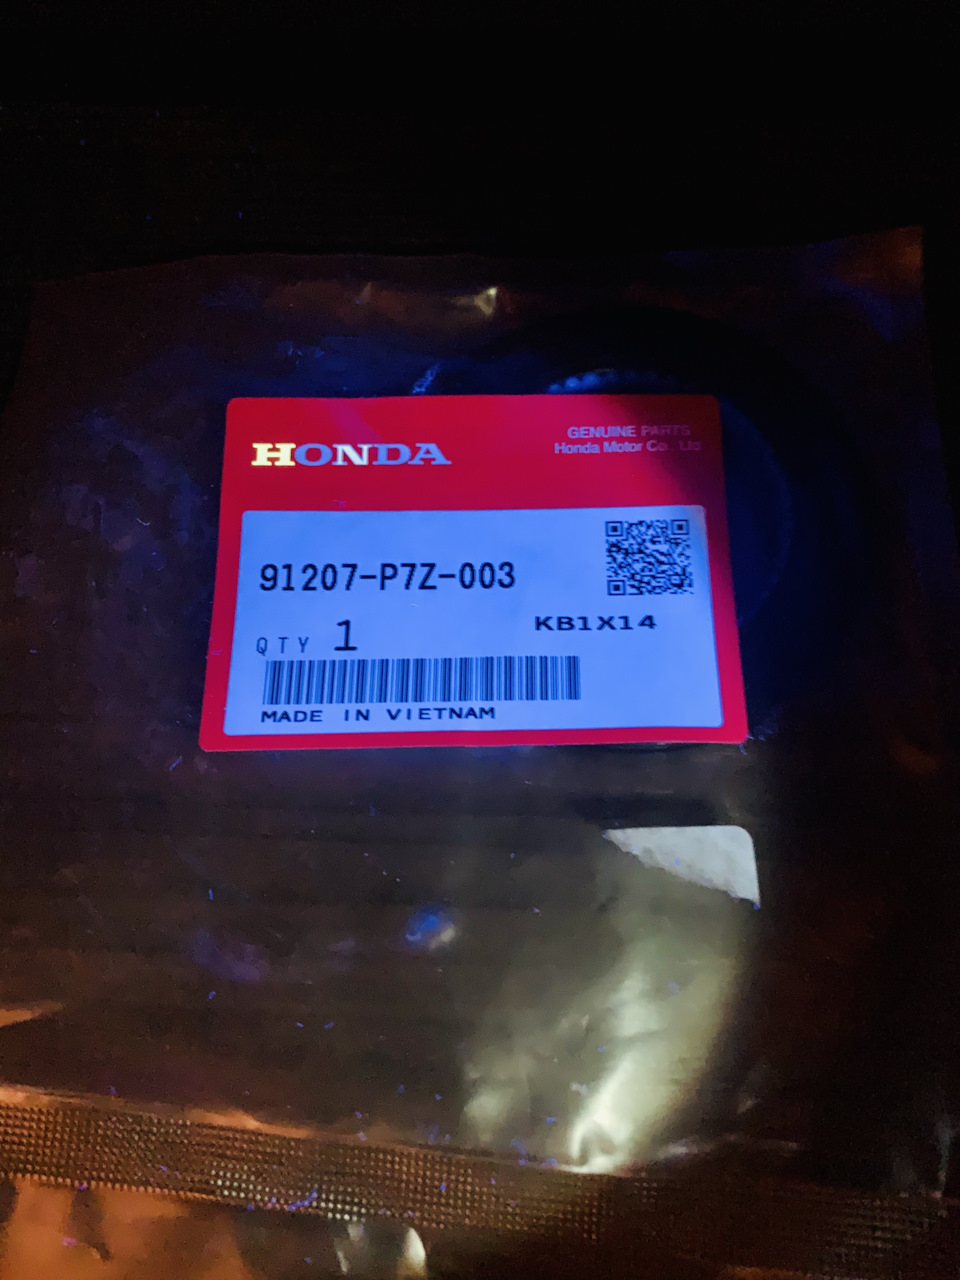 HONDA
GENUINE PARTS
Honda Motor Co., Ltd
91207-P7Z-003
KB1X14
QTY 1
MADE IN VIETNAM